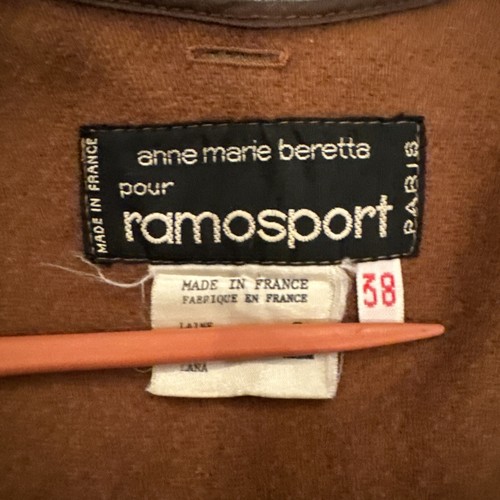 anne marie beretta
pour
ramosport
MADE IN FRANCE
PARIS
MADE IN FRANCE
FABRIQUE EN FRANCE
38
LAINE
LANA